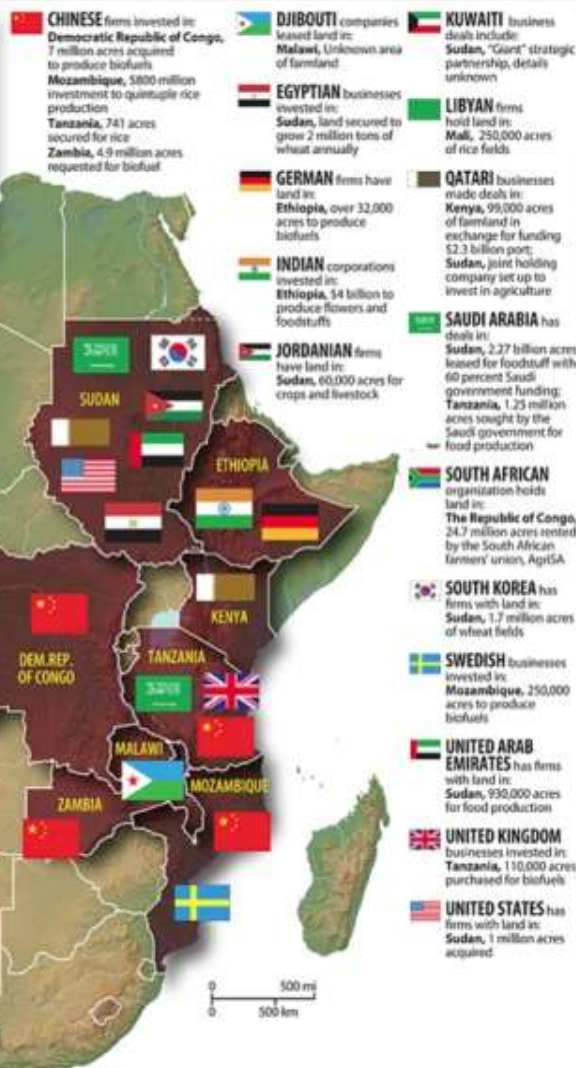 CHINESE firms invested in:
Democratic Republic of Congo,
7 million acres acquired
to produce biofuels
Mozambique, $800 million
investment to quintuple rice
production
Tanzania, 741 acres
secured for rice
Zambia, 4.9 million acres
requested for biofuel
DJIBOUTI companies
leased land in:
Malawi, Unknown area
of farmland
EGYPTIAN businesses
invested in:
Sudan, land secured to
grow 2 million tons of
wheat annually
GERMAN firms have
land in:
Ethiopia, over 32,000
acres to produce
biofuels
INDIAN corporations
invested in:
Ethiopia, $4 billion to
produce flowers and
foodstuffs
JORDANIAN firms
have land in:
Sudan, 60,000 acres for
crops and livestock
KUWAITI business
deals include:
Sudan, "Giant" strategic
partnership, details
unknown
LIBYAN firms
hold land in:
Mali, 250,000 acres
of rice fields
QATARI businesses
made deals in:
Kenya, 99,000 acres
of farmland in
exchange for funding
$2.3 billion port;
Sudan, joint holding
company set up to
invest in agriculture
SAUDI ARABIA has
deals in:
Sudan, 2.27 billion acres
leased for foodstuff with
60 percent Saudi
government funding;
Tanzania, 1.25 million
acres sought by the
Saudi government for
food production
SOUTH AFRICAN
organization holds
land in:
The Republic of Congo,
24.7 million acres rented
by the South African
farmers' union, AgriSA
SOUTH KOREA has
firms with land in:
Sudan, 1.7 million acres
of wheat fields
SWEDISH businesses
invested in:
Mozambique, 250,000
acres to produce
biofuels
UNITED ARAB
EMIRATES has firms
with land in:
Sudan, 930,000 acres
for food production
UNITED KINGDOM
businesses invested in:
Tanzania, 110,000 acres
purchased for biofuels
UNITED STATES has
firms with land in:
Sudan, 1 million acres
acquired
SUDAN
ETHIOPIA
KENYA
DEM.REP.
OF CONGO
TANZANIA
MALAWI
MOZAMBIQUE
ZAMBIA
0 500 mi
0 500 km